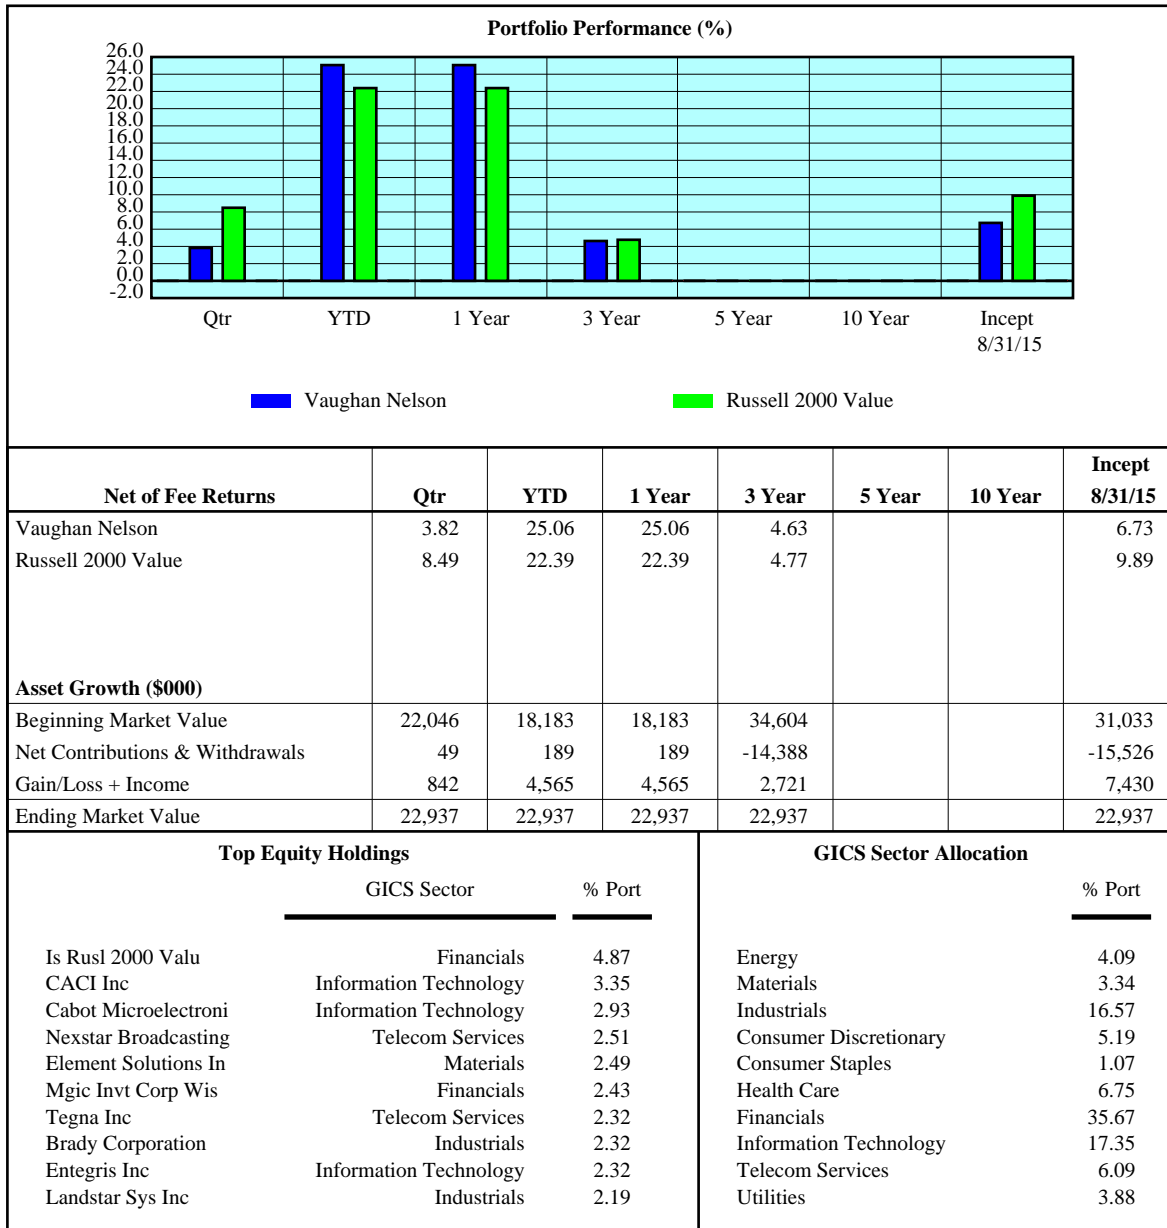 Portfolio Performance (%)
26.0
24.0
22.0
20.0
18.0
16.0
14.0
12.0
10.0
8.0
6.0
4.0
2.0
0.0
-2.0
Qtr YTD 1 Year 3 Year 5 Year 10 Year Incept
8/31/15
Vaughan Nelson Russell 2000 Value
Incept
Net of Fee Returns Qtr YTD 1 Year 3 Year 5 Year 10 Year 8/31/15
Vaughan Nelson 3.82 25.06 25.06 4.63 6.73
Russell 2000 Value 8.49 22.39 22.39 4.77 9.89
Asset Growth ($000)
Beginning Market Value 22,046 18,183 18,183 34,604 31,033
Net Contributions & Withdrawals 49 189 189 -14,388 -15,526
Gain/Loss + Income 842 4,565 4,565 2,721 7,430
Ending Market Value 22,937 22,937 22,937 22,937 22,937
Top Equity Holdings
GICS Sector % Port
Is Rusl 2000 Valu Financials 4.87
CACI Inc Information Technology 3.35
Cabot Microelectroni Information Technology 2.93
Nexstar Broadcasting Telecom Services 2.51
Element Solutions In Materials 2.49
Mgic Invt Corp Wis Financials 2.43
Tegna Inc Telecom Services 2.32
Brady Corporation Industrials 2.32
Entegris Inc Information Technology 2.32
Landstar Sys Inc Industrials 2.19
GICS Sector Allocation
% Port
Energy 4.09
Materials 3.34
Industrials 16.57
Consumer Discretionary 5.19
Consumer Staples 1.07
Health Care 6.75
Financials 35.67
Information Technology 17.35
Telecom Services 6.09
Utilities 3.88